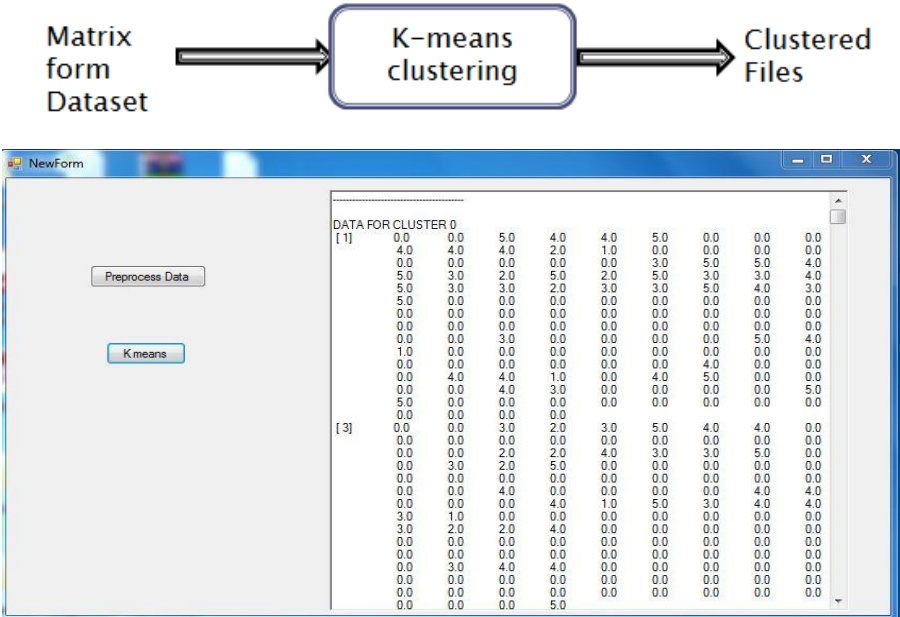 Matrix
form
Dataset
K-means
clustering
Clustered
Files
NewForm
Preprocess Data
K means
----------------------------------------
DATA FOR CLUSTER 0
[ 1] 0.0 0.0 5.0 4.0 4.0 5.0 0.0 0.0 0.0
4.0 4.0 4.0 2.0 1.0 0.0 0.0 0.0 0.0
0.0 0.0 0.0 0.0 0.0 3.0 5.0 5.0 4.0
5.0 3.0 2.0 5.0 2.0 5.0 3.0 3.0 4.0
5.0 3.0 3.0 2.0 3.0 3.0 5.0 4.0 3.0
5.0 0.0 0.0 0.0 0.0 0.0 0.0 0.0 0.0
0.0 0.0 0.0 0.0 0.0 0.0 0.0 0.0 0.0
0.0 0.0 0.0 0.0 0.0 0.0 0.0 0.0 0.0
0.0 0.0 3.0 0.0 0.0 0.0 0.0 5.0 4.0
1.0 0.0 0.0 0.0 0.0 0.0 0.0 0.0 0.0
0.0 0.0 0.0 0.0 0.0 0.0 4.0 0.0 0.0
0.0 4.0 4.0 1.0 0.0 4.0 5.0 0.0 0.0
0.0 0.0 4.0 3.0 0.0 0.0 0.0 0.0 5.0
5.0 0.0 0.0 0.0 0.0 0.0 0.0 0.0 0.0
0.0 0.0 0.0 0.0
[ 3] 0.0 0.0 3.0 2.0 3.0 5.0 4.0 4.0 0.0
0.0 0.0 0.0 0.0 0.0 0.0 0.0 0.0 0.0
0.0 0.0 2.0 2.0 4.0 3.0 3.0 5.0 0.0
0.0 3.0 2.0 5.0 0.0 0.0 0.0 0.0 0.0
0.0 0.0 0.0 0.0 0.0 0.0 0.0 0.0 0.0
0.0 0.0 4.0 0.0 0.0 0.0 0.0 4.0 4.0
0.0 0.0 0.0 4.0 1.0 5.0 3.0 4.0 4.0
3.0 1.0 0.0 0.0 0.0 0.0 0.0 0.0 0.0
3.0 2.0 2.0 4.0 0.0 0.0 0.0 0.0 0.0
0.0 0.0 0.0 0.0 0.0 0.0 0.0 0.0 0.0
0.0 0.0 0.0 0.0 0.0 0.0 0.0 0.0 0.0
0.0 3.0 4.0 4.0 0.0 0.0 0.0 0.0 0.0
0.0 0.0 0.0 0.0 0.0 0.0 0.0 0.0 0.0
0.0 0.0 0.0 0.0 0.0 0.0 0.0 0.0 0.0
0.0 0.0 0.0 5.0